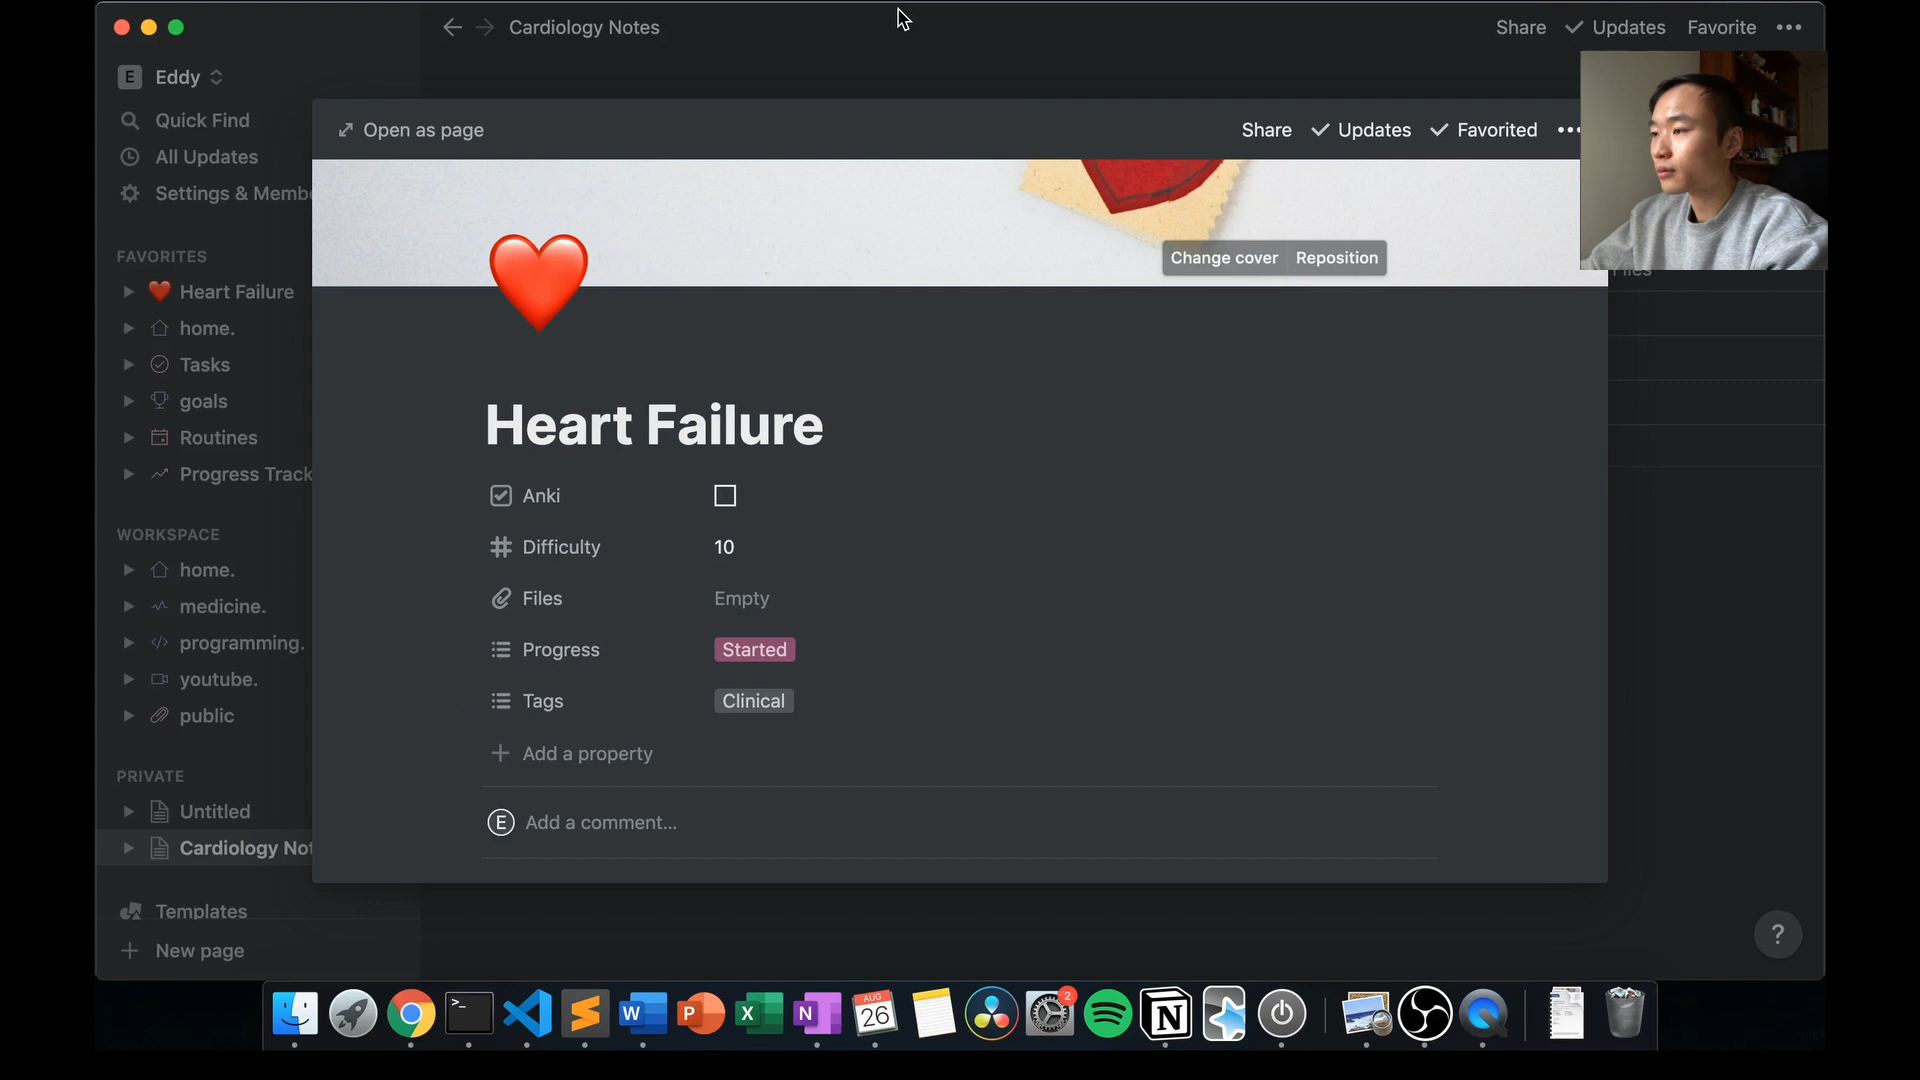 Cardiology Notes
Share
Updates
Favorite
E
Eddy
Quick Find
All Updates
Settings & Memb
FAVORITES
Heart Failure
home.
Tasks
goals
Routines
Progress Track
WORKSPACE
home.
medicine.
programming.
youtube.
public
PRIVATE
Untitled
Cardiology Not
Templates
New page
Open as page
Share
Updates
Favorited
Change cover
Reposition
Files
Heart Failure
Anki
Difficulty
10
Files
Empty
Progress
Started
Tags
Clinical
Add a property
E
Add a comment...
?
>_
W
P
X
N
AUG
26
2
N